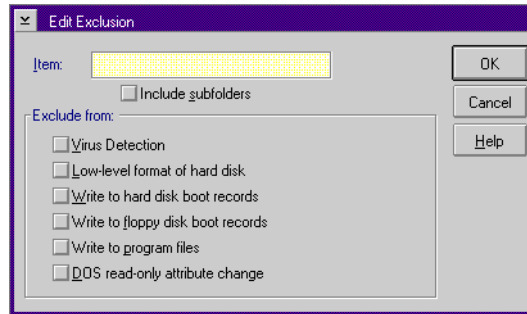 Edit Exclusion
Item:
OK
Include subfolders
Cancel
Exclude from:
Help
Virus Detection
Low-level format of hard disk
Write to hard disk boot records
Write to floppy disk boot records
Write to program files
DOS read-only attribute change